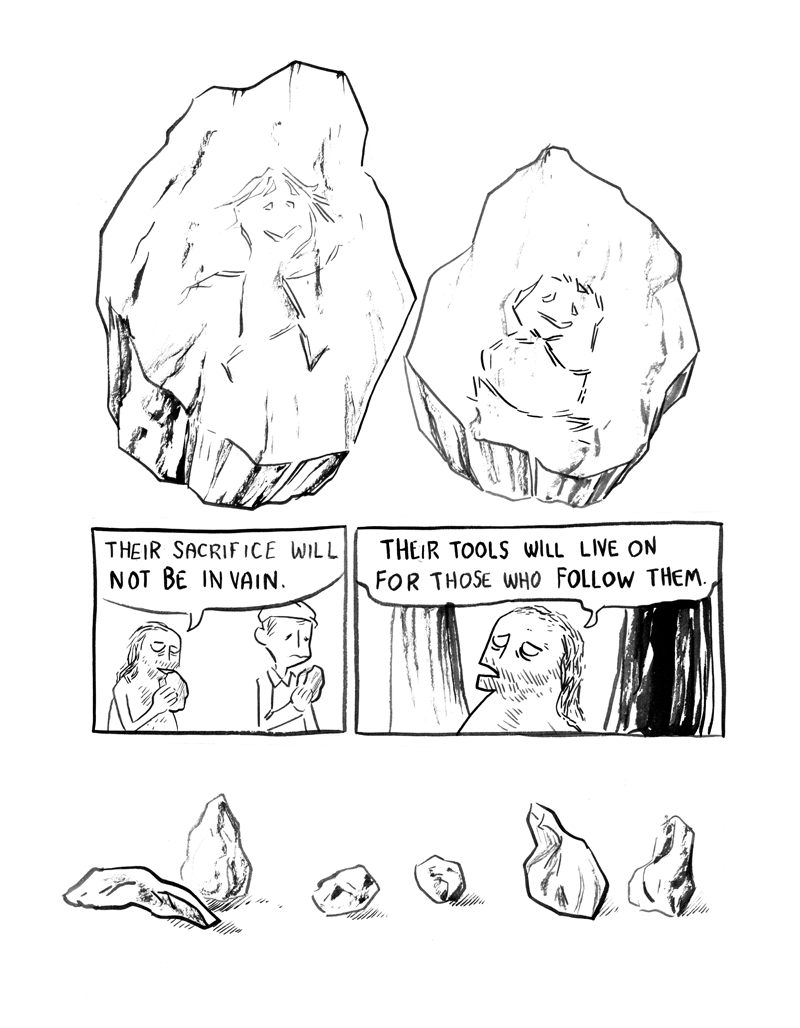 THEIR SACRIFICE WILL
NOT BE IN VAIN.
THEIR TOOLS WILL LIVE ON
FOR THOSE WHO FOLLOW THEM.